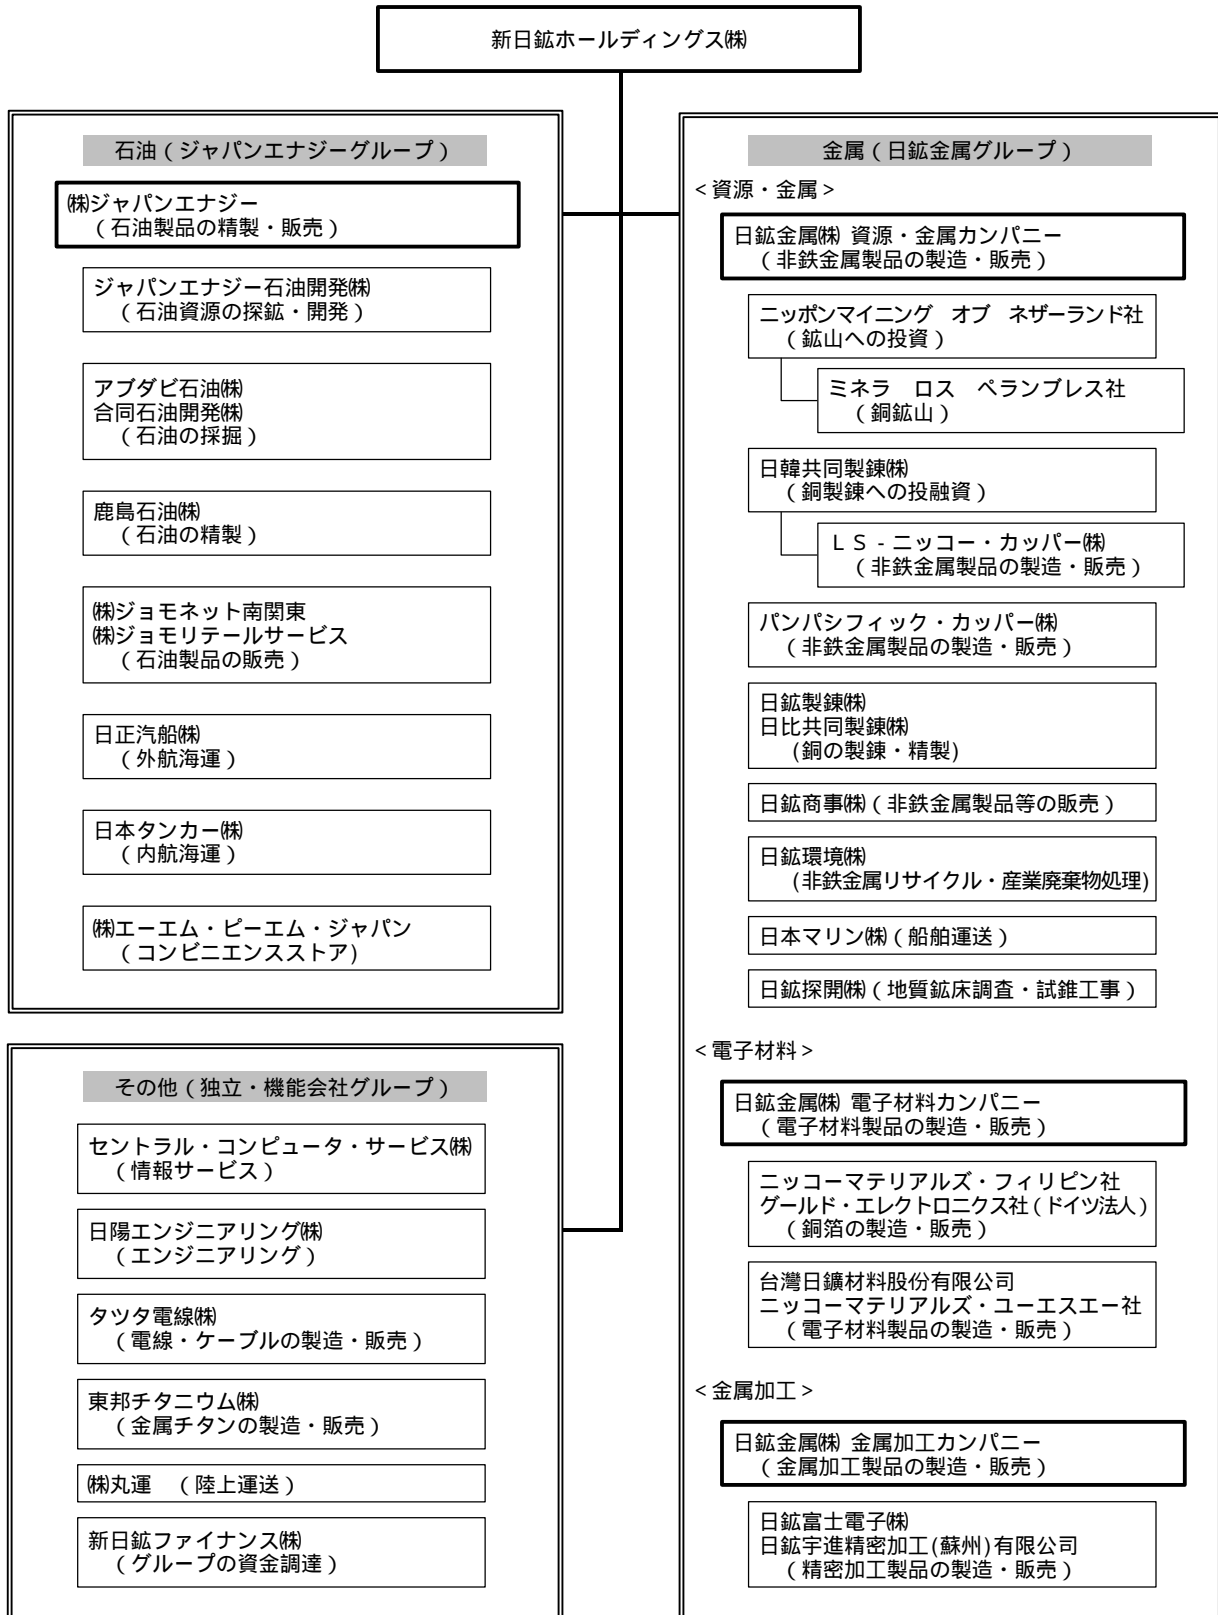 新日鉱ホールディングス㈱
石油（ジャパンエナジーグループ）
㈱ジャパンエナジー
（石油製品の精製・販売）
ジャパンエナジー石油開発㈱
（石油資源の探鉱・開発）
アブダビ石油㈱
合同石油開発㈱
（石油の採掘）
鹿島石油㈱
（石油の精製）
㈱ジョモネット南関東
㈱ジョモリテールサービス
（石油製品の販売）
日正汽船㈱
（外航海運）
日本タンカー㈱
（内航海運）
㈱エーエム・ピーエム・ジャパン
（コンビニエンスストア)
その他（独立・機能会社グループ）
セントラル・コンピュータ・サービス㈱
（情報サービス）
日陽エンジニアリング㈱
（エンジニアリング）
タツタ電線㈱
（電線・ケーブルの製造・販売）
東邦チタニウム㈱
（金属チタンの製造・販売）
㈱丸運　（陸上運送）
新日鉱ファイナンス㈱
（グループの資金調達）
金属（日鉱金属グループ）
＜資源・金属＞
日鉱金属㈱ 資源・金属カンパニー
（非鉄金属製品の製造・販売）
ニッポンマイニング　オブ　ネザーランド社
（鉱山への投資）
ミネラ　ロス　ペランブレス社
（銅鉱山）
日韓共同製錬㈱
（銅製錬への投融資）
ＬＳ-ニッコー・カッパー㈱
（非鉄金属製品の製造・販売）
パンパシフィック・カッパー㈱
（非鉄金属製品の製造・販売）
日鉱製錬㈱
日比共同製錬㈱
(銅の製錬・精製)
日鉱商事㈱（非鉄金属製品等の販売）
日鉱環境㈱
(非鉄金属リサイクル・産業廃棄物処理)
日本マリン㈱（船舶運送）
日鉱探開㈱（地質鉱床調査・試錐工事）
＜電子材料＞
日鉱金属㈱ 電子材料カンパニー
（電子材料製品の製造・販売）
ニッコーマテリアルズ・フィリピン社
グールド・エレクトロニクス社（ドイツ法人）
（銅箔の製造・販売）
台灣日鑛材料股份有限公司
ニッコーマテリアルズ・ユーエスエー社
（電子材料製品の製造・販売）
＜金属加工＞
日鉱金属㈱ 金属加工カンパニー
（金属加工製品の製造・販売）
日鉱富士電子㈱
日鉱宇進精密加工(蘇州)有限公司
（精密加工製品の製造・販売）